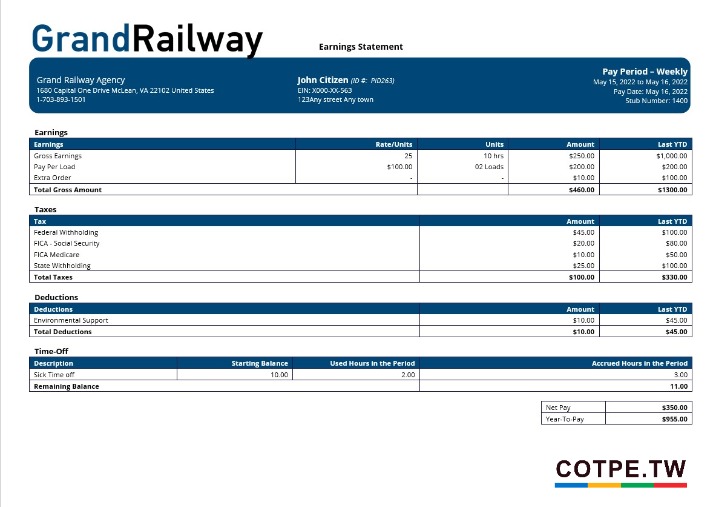 GrandRailway
Earnings Statement
Grand Railway Agency
1680 Capital One Drive McLean, VA 22102 United States
1-703-893-1501
John Citizen (ID #: PID263)
EIN: X000-XX-563
123Any street Any town
Pay Period – Weekly
May 15, 2022 to May 16, 2022
Pay Date: May 16, 2022
Stub Number: 1400
Earnings
Earnings Rate/Units Units Amount Last YTD
Gross Earnings 25 10 hrs $250.00 $1,000.00
Pay Per Load $100.00 02 Loads $200.00 $200.00
Extra Order - - $10.00 $100.00
Total Gross Amount $460.00 $1300.00
Taxes
Tax Amount Last YTD
Federal Withholding $45.00 $100.00
FICA - Social Security $20.00 $80.00
FICA Medicare $10.00 $50.00
State Withholding $25.00 $100.00
Total Taxes $100.00 $330.00
Deductions
Deductions Amount Last YTD
Environmental Support $10.00 $45.00
Total Deductions $10.00 $45.00
Time-Off
Description Starting Balance Used Hours in the Period Accrued Hours in the Period
Sick Time off 10.00 2.00 3.00
Remaining Balance 11.00
Net Pay $350.00
Year-To-Pay $955.00
COTPE.TW